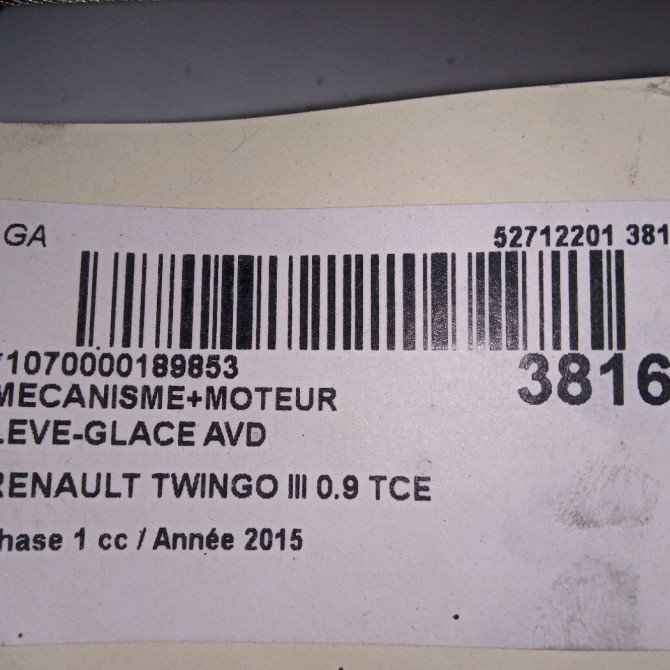 GA
52712201 381
1070000189853
3816
MECANISME+MOTEUR
LEVE-GLACE AVD
RENAULT TWINGO III 0.9 TCE
hase 1 cc / Année 2015